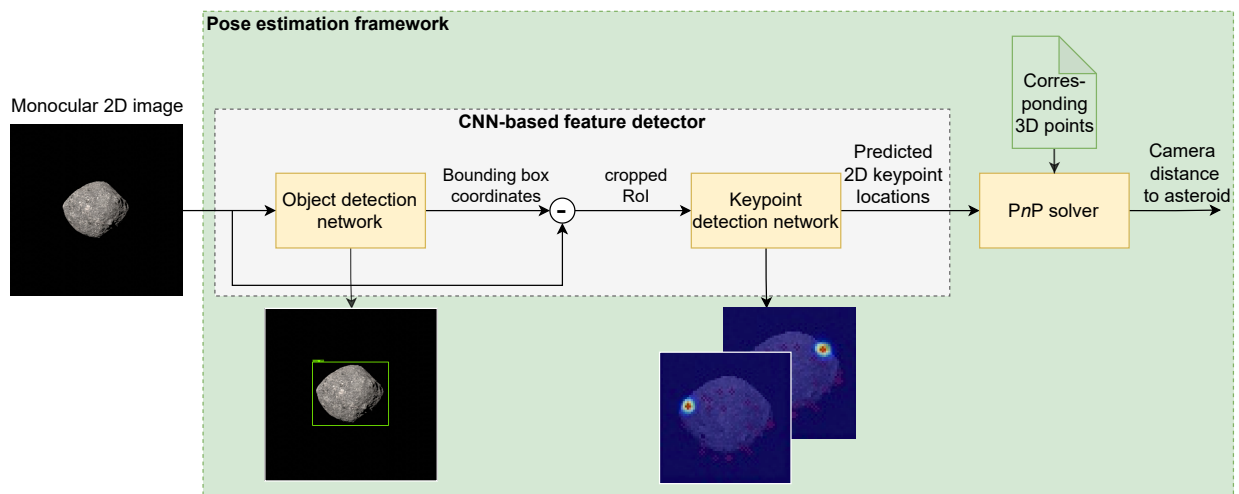 Pose estimation framework
Monocular 2D image
CNN-based feature detector
Object detection
network
Bounding box
coordinates
-
cropped
RoI
Keypoint
detection network
Predicted
2D keypoint
locations
Corres-
ponding
3D points
PnP solver
Camera
distance
to asteroid